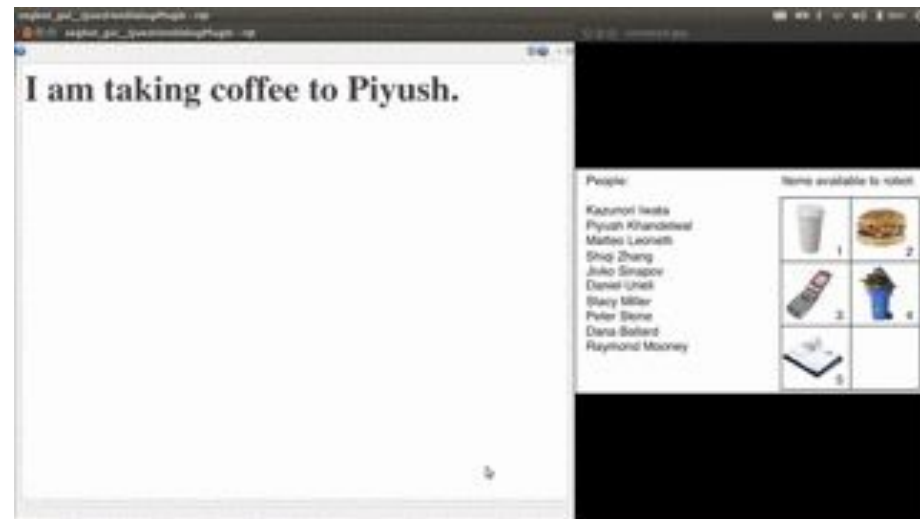 I am taking coffee to Piyush.
People:
Items available to robot:
Kazunori Iwata
Piyush Khandelwal
Matteo Leonetti
Shiqi Zhang
Jivko Sinapov
Daniel Urieli
Stacy Miller
Peter Stone
Dana Ballard
Raymond Mooney
1
2
3
4
5